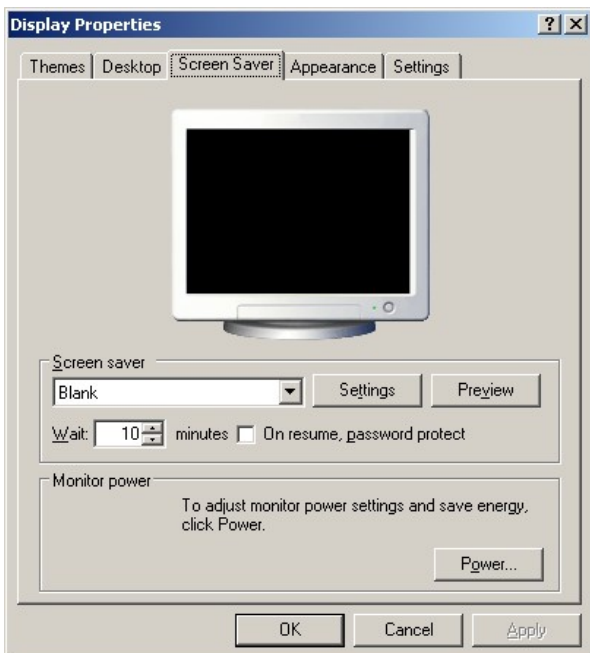 Display Properties
Themes Desktop Screen Saver Appearance Settings
Screen saver
Blank Settings Preview
Wait: 10 minutes On resume, password protect
Monitor power
To adjust monitor power settings and save energy,
click Power.
Power...
OK Cancel Apply